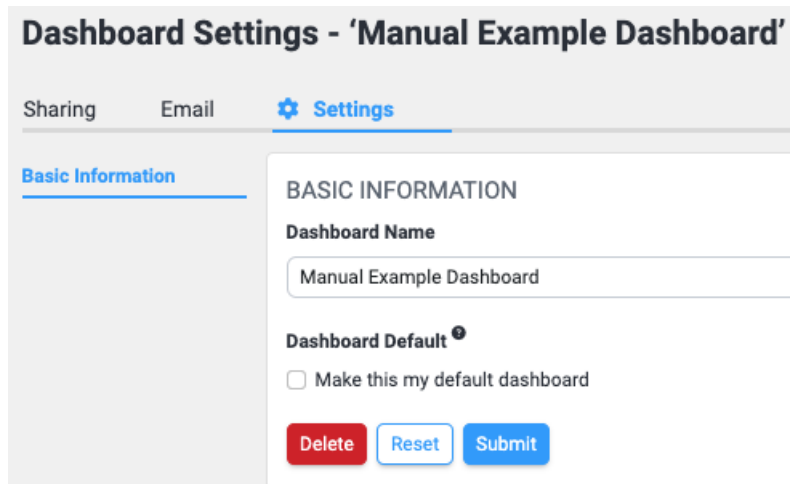 Dashboard Settings - ‘Manual Example Dashboard’
Sharing Email Settings
Basic Information
BASIC INFORMATION
Dashboard Name
Manual Example Dashboard
Dashboard Default ?
Make this my default dashboard
Delete Reset Submit